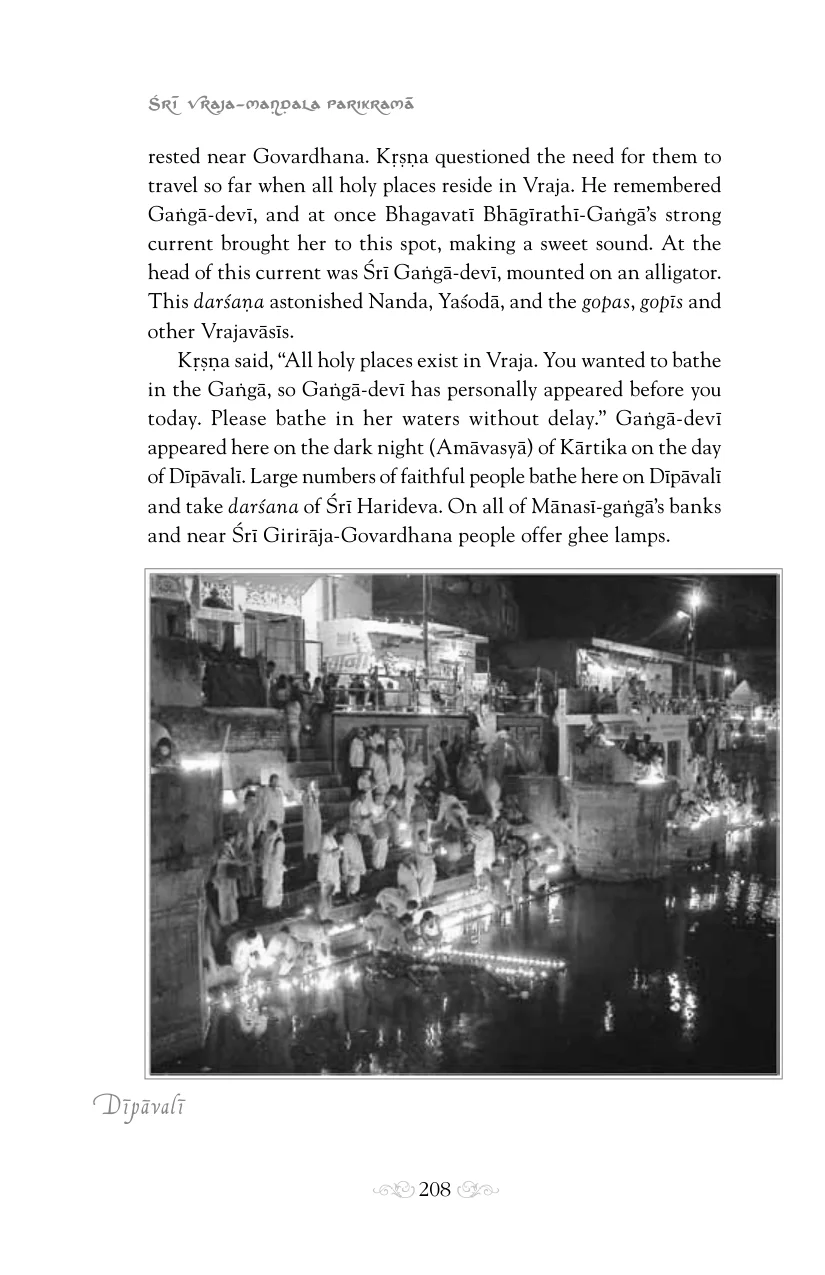 Śrī Vraja-maṇḍala parikramā
rested near Govardhana. Kṛṣṇa questioned the need for them to
travel so far when all holy places reside in Vraja. He remembered
Gaṅgā-devī, and at once Bhagavatī Bhāgīrathī-Gaṅgā’s strong
current brought her to this spot, making a sweet sound. At the
head of this current was Śrī Gaṅgā-devī, mounted on an alligator.
This darśaṇa astonished Nanda, Yaśodā, and the gopas, gopīs and
other Vrajavāsīs.
Kṛṣṇa said, “All holy places exist in Vraja. You wanted to bathe
in the Gaṅgā, so Gaṅgā-devī has personally appeared before you
today. Please bathe in her waters without delay.” Gaṅgā-devī
appeared here on the dark night (Amāvasyā) of Kārtika on the day
of Dīpāvalī. Large numbers of faithful people bathe here on Dīpāvalī
and take darśana of Śrī Harideva. On all of Mānasī-gaṅgā’s banks
and near Śrī Girirāja-Govardhana people offer ghee lamps.
Dīpāvalī
208